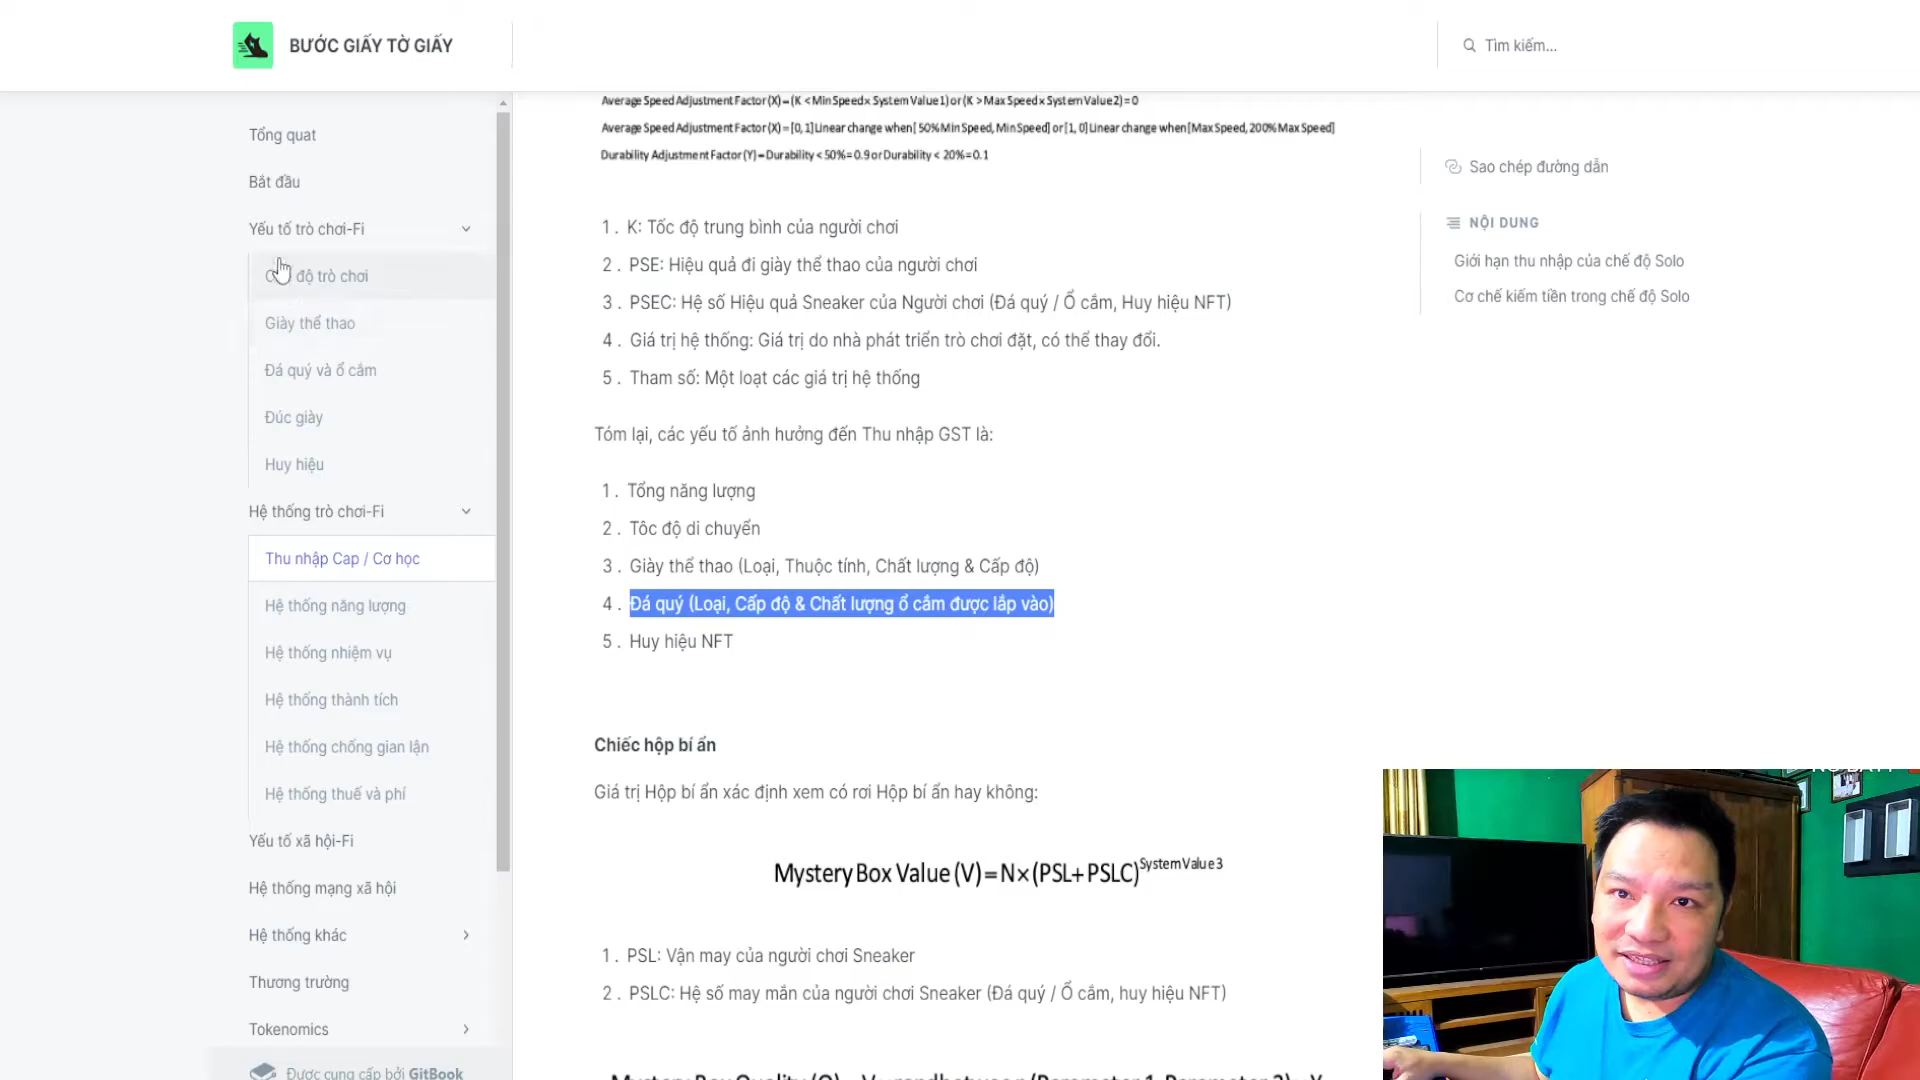 BƯỚC GIẤY TỜ GIẤY
Tìm kiếm...
Tổng quat
Bắt đầu
Yếu tố trò chơi-Fi
độ trò chơi
Giày thể thao
Đá quý và ổ cắm
Đúc giày
Huy hiệu
Hệ thống trò chơi-Fi
Thu nhập Cap / Cơ học
Hệ thống năng lượng
Hệ thống nhiệm vụ
Hệ thống thành tích
Hệ thống chống gian lận
Hệ thống thuế và phí
Yếu tố xã hội-Fi
Hệ thống mạng xã hội
Hệ thống khác
Thương trường
Tokenomics
Được cung cấp bởi GitBook
Average Speed Adjustment Factor (X) = (K < Min Speed x System Value 1) or (K > Max Speed x System Value 2) = 0
Average Speed Adjustment Factor (X) = [0, 1] Linear change when [ 50% Min Speed, Min Speed] or [1, 0] Linear change when [Max Speed, 200% Max Speed]
Durability Adjustment Factor (Y) = Durability < 50% = 0.9 or Durability < 20% = 0.1
1. K: Tốc độ trung bình của người chơi
2. PSE: Hiệu quả đi giày thể thao của người chơi
3. PSEC: Hệ số Hiệu quả Sneaker của Người chơi (Đá quý / Ổ cắm, Huy hiệu NFT)
4. Giá trị hệ thống: Giá trị do nhà phát triển trò chơi đặt, có thể thay đổi.
5. Tham số: Một loạt các giá trị hệ thống
Tóm lại, các yếu tố ảnh hưởng đến Thu nhập GST là:
1. Tổng năng lượng
2. Tôc độ di chuyển
3. Giày thể thao (Loại, Thuộc tính, Chất lượng & Cấp độ)
4. Đá quý (Loại, Cấp độ & Chất lượng ổ cắm được lắp vào)
5. Huy hiệu NFT
Chiếc hộp bí ẩn
Giá trị Hộp bí ẩn xác định xem có rơi Hộp bí ẩn hay không:
Mystery Box Value (V) = N × (PSL+ PSLC)^System Value 3
1. PSL: Vận may của người chơi Sneaker
2. PSLC: Hệ số may mắn của người chơi Sneaker (Đá quý / Ổ cắm, huy hiệu NFT)
Sao chép đường dẫn
NỘI DUNG
Giới hạn thu nhập của chế độ Solo
Cơ chế kiếm tiền trong chế độ Solo